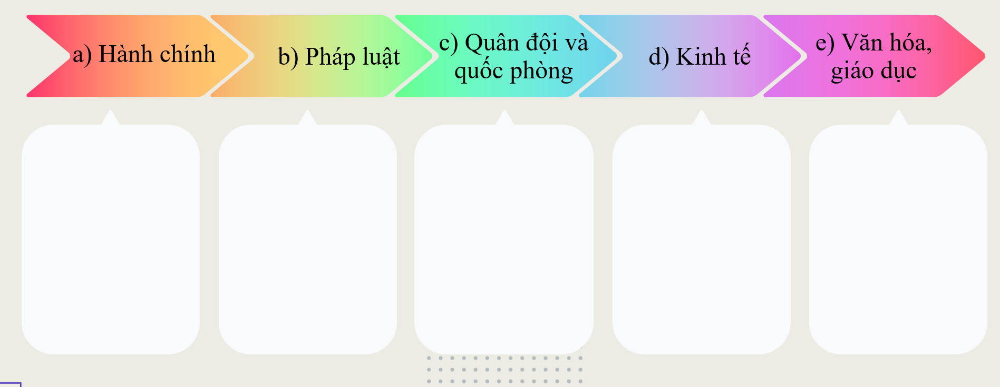 a) Hành chính
b) Pháp luật
c) Quân đội và
quốc phòng
d) Kinh tế
e) Văn hóa,
giáo dục